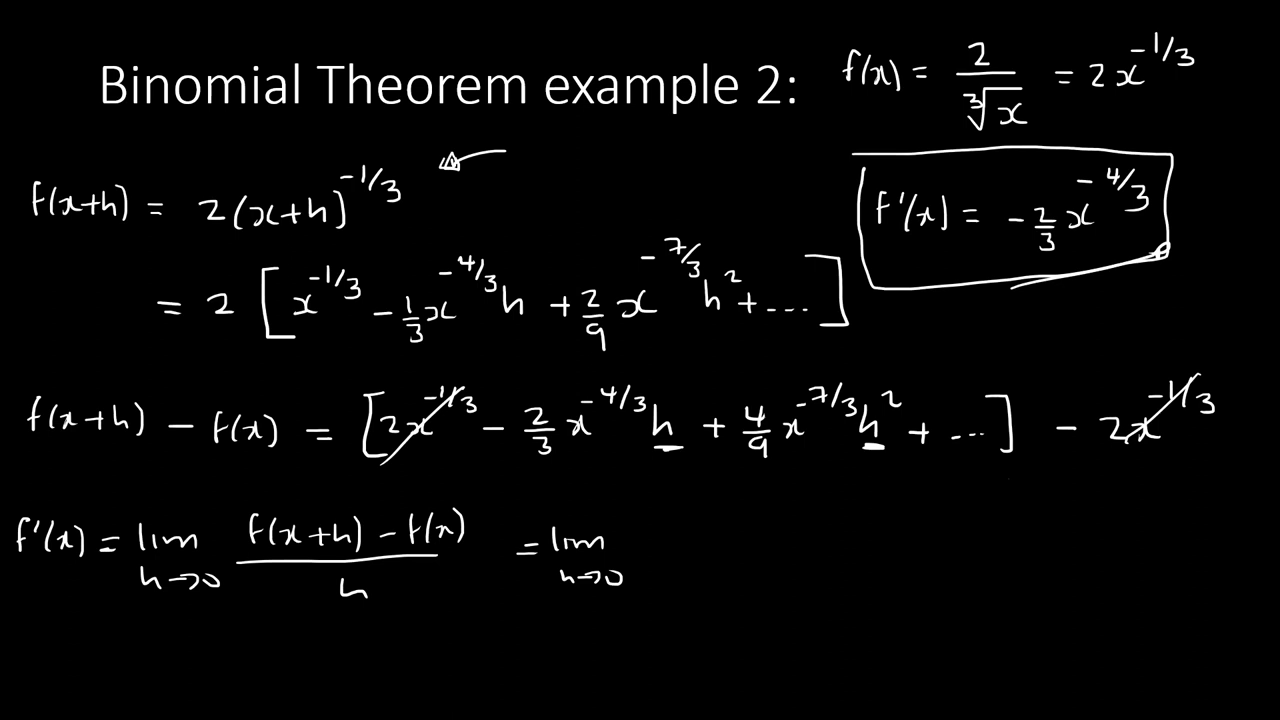 Binomial Theorem example 2:
f(x) = 2/∛x = 2x^(-1/3)
f'(x) = -2/3 x^(-4/3)
f(x+h) = 2(x+h)^(-1/3)
= 2 [x^(-1/3) - 1/3 x^(-4/3) h + 2/9 x^(-7/3) h^2 + ....]
f(x+h) - f(x) = [2x^(-1/3) - 2/3 x^(-4/3) h + 4/9 x^(-7/3) h^2 + ....] - 2x^(-1/3)
f'(x) = lim h→0 (f(x+h) - f(x))/h = lim h→0